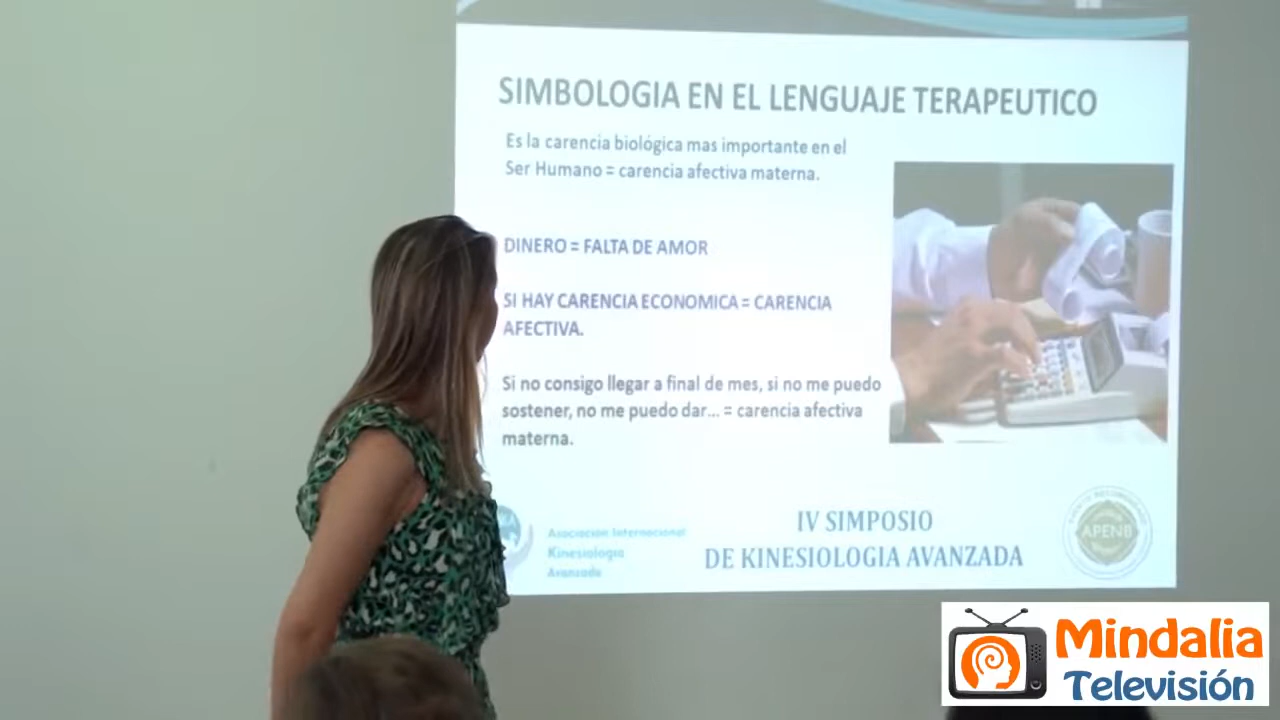 SIMBOLOGIA EN EL LENGUAJE TERAPEUTICO
Es la carencia biológica mas importante en el
Ser Humano = carencia afectiva materna.
DINERO = FALTA DE AMOR
SI HAY CARENCIA ECONOMICA = CARENCIA
AFECTIVA.
Si no consigo llegar a final de mes, si no me puedo
sostener, no me puedo dar... = carencia afectiva
materna.
Asociacion Internacional
Kinesiologia
Avanzada
IV SIMPOSIO
DE KINESIOLOGIA AVANZADA
APENB
Mindalia
Televisión